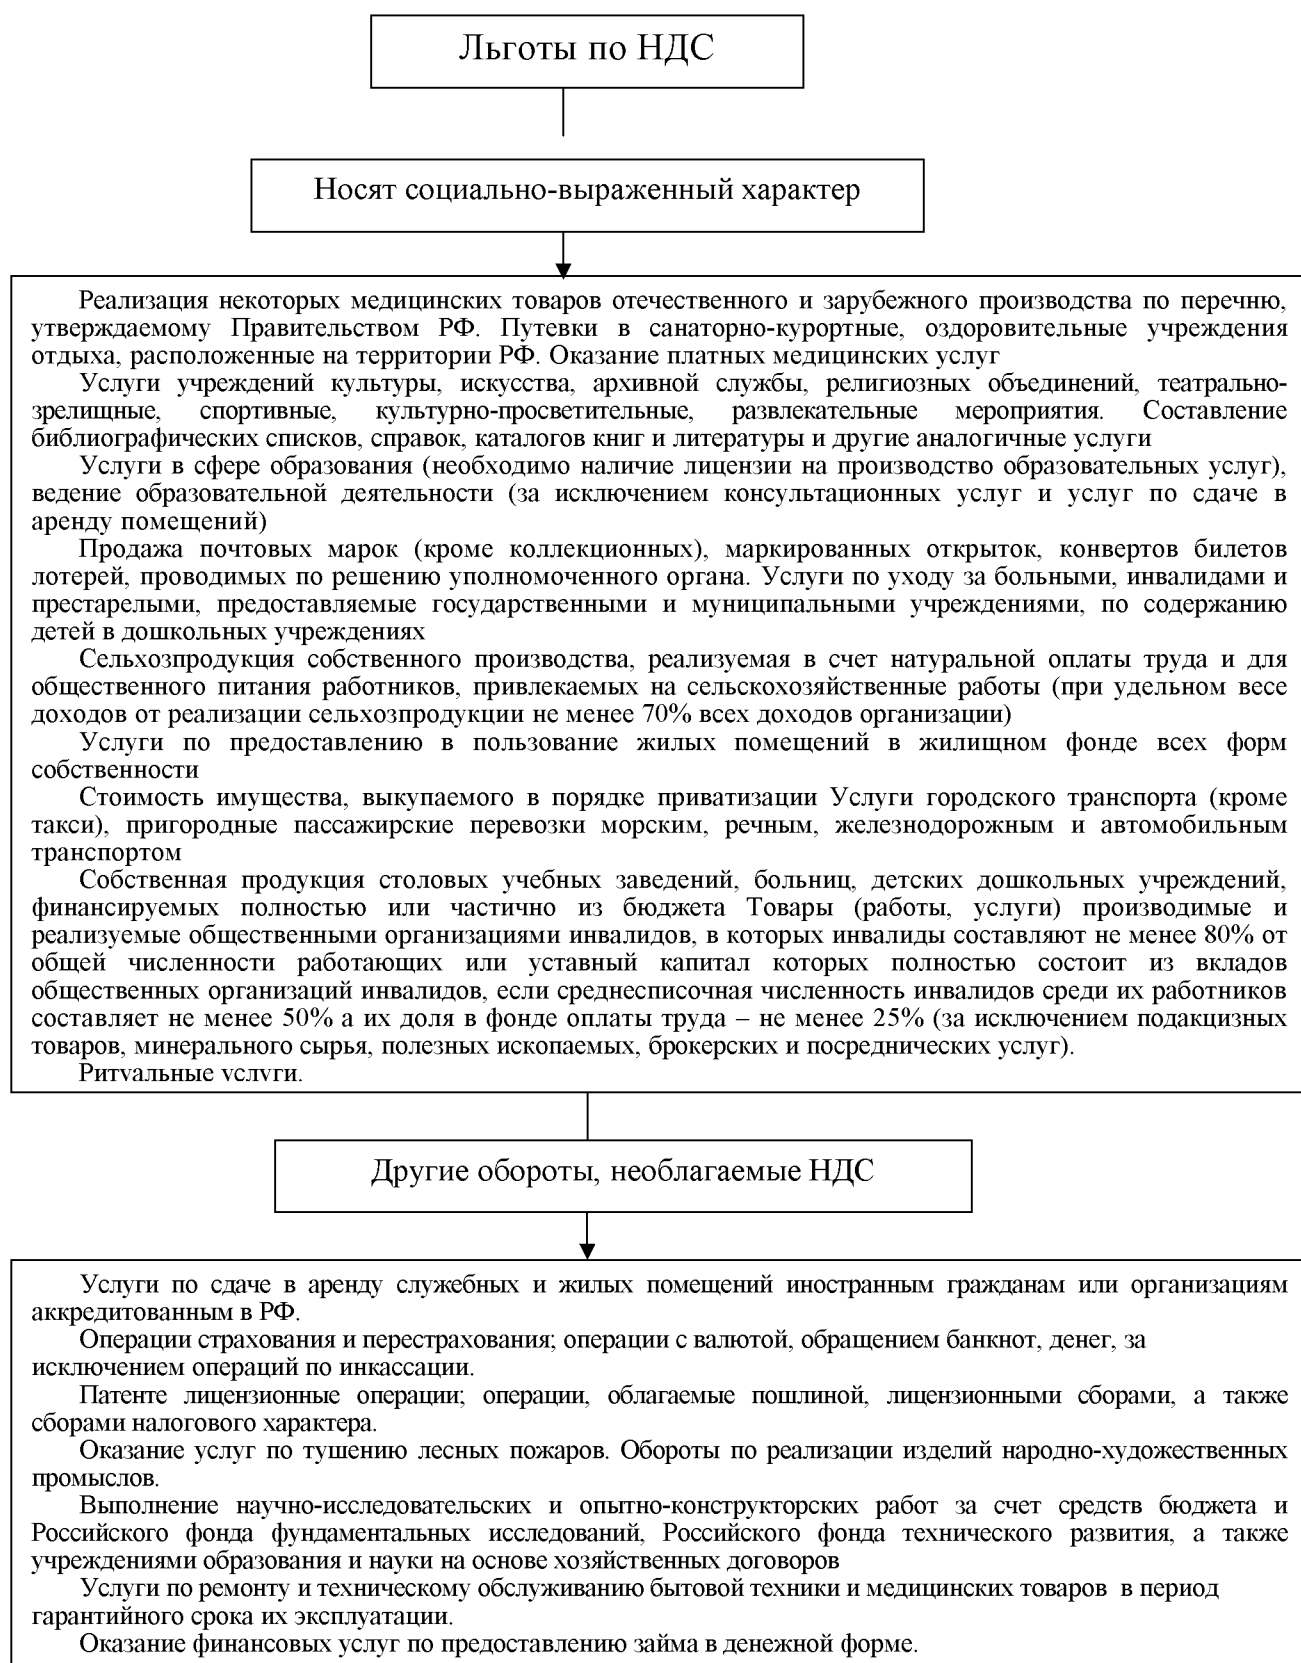 Льготы по НДС
Носят социально-выраженный характер
Реализация некоторых медицинских товаров отечественного и зарубежного производства по перечню,
утверждаемому Правительством РФ. Путевки в санаторно-курортные, оздоровительные учреждения
отдыха, расположенные на территории РФ. Оказание платных медицинских услуг
Услуги учреждений культуры, искусства, архивной службы, религиозных объединений, театрально-
зрелищные, спортивные, культурно-просветительные, развлекательные мероприятия. Составление
библиографических списков, справок, каталогов книг и литературы и другие аналогичные услуги
Услуги в сфере образования (необходимо наличие лицензии на производство образовательных услуг),
ведение образовательной деятельности (за исключением консультационных услуг и услуг по сдаче в
аренду помещений)
Продажа почтовых марок (кроме коллекционных), маркированных открыток, конвертов билетов
лотерей, проводимых по решению уполномоченного органа. Услуги по уходу за больными, инвалидами и
престарелыми, предоставляемые государственными и муниципальными учреждениями, по содержанию
детей в дошкольных учреждениях
Сельхозпродукция собственного производства, реализуемая в счет натуральной оплаты труда и для
общественного питания работников, привлекаемых на сельскохозяйственные работы (при удельном весе
доходов от реализации сельхозпродукции не менее 70% всех доходов организации)
Услуги по предоставлению в пользование жилых помещений в жилищном фонде всех форм
собственности
Стоимость имущества, выкупаемого в порядке приватизации Услуги городского транспорта (кроме
такси), пригородные пассажирские перевозки морским, речным, железнодорожным и автомобильным
транспортом
Собственная продукция столовых учебных заведений, больниц, детских дошкольных учреждений,
финансируемых полностью или частично из бюджета Товары (работы, услуги) производимые и
реализуемые общественными организациями инвалидов, в которых инвалиды составляют не менее 80% от
общей численности работающих или уставный капитал которых полностью состоит из вкладов
общественных организаций инвалидов, если среднесписочная численность инвалидов среди их работников
составляет не менее 50% а их доля в фонде оплаты труда – не менее 25% (за исключением подакцизных
товаров, минерального сырья, полезных ископаемых, брокерских и посреднических услуг).
Ритуальные услуги.
Другие обороты, необлагаемые НДС
Услуги по сдаче в аренду служебных и жилых помещений иностранным гражданам или организациям
аккредитованным в РФ.
Операции страхования и перестрахования; операции с валютой, обращением банкнот, денег, за
исключением операций по инкассации.
Патенте лицензионные операции; операции, облагаемые пошлиной, лицензионными сборами, а также
сборами налогового характера.
Оказание услуг по тушению лесных пожаров. Обороты по реализации изделий народно-художественных
промыслов.
Выполнение научно-исследовательских и опытно-конструкторских работ за счет средств бюджета и
Российского фонда фундаментальных исследований, Российского фонда технического развития, а также
учреждениями образования и науки на основе хозяйственных договоров
Услуги по ремонту и техническому обслуживанию бытовой техники и медицинских товаров в период
гарантийного срока их эксплуатации.
Оказание финансовых услуг по предоставлению займа в денежной форме.